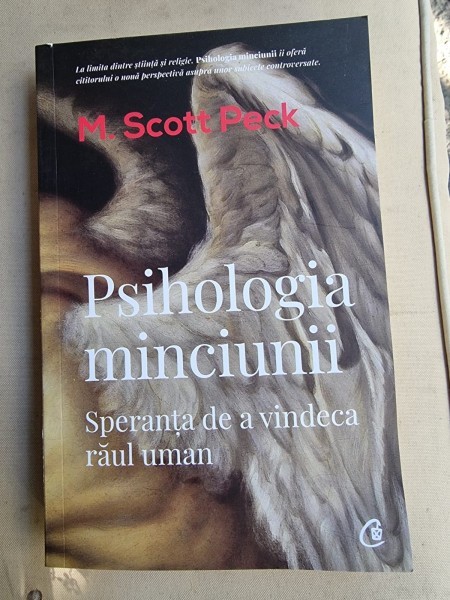 La limita dintre știință și religie, Psihologia minciunii îi oferă
cititorului o nouă perspectivă asupra unor subiecte controversate.
M. Scott Peck
Psihologia
minciunii
Speranța de a vindeca
răul uman